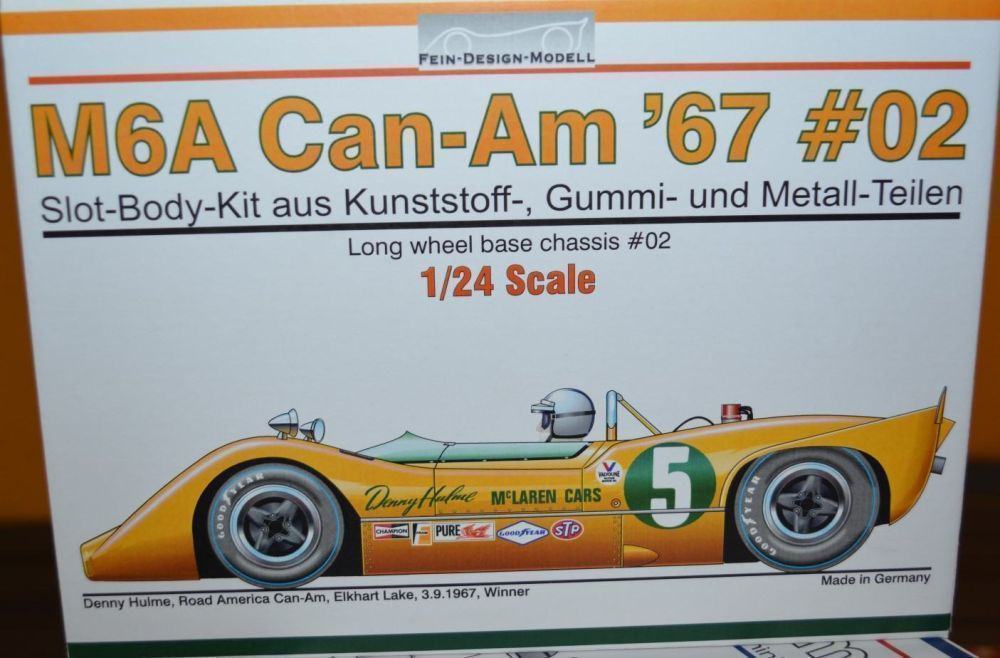 FEIN-DESIGN-MODELL
M6A Can-Am '67 #02
Slot-Body-Kit aus Kunststoff-, Gummi- und Metall-Teilen
Long wheel base chassis #02
1/24 Scale
Denny Hulme
McLAREN CARS
VALVOLINE
5
CHAMPION
PURE
GOODYEAR
STP
GOODYEAR
GOODYEAR
Denny Hulme, Road America Can-Am, Elkhart Lake, 3.9.1967, Winner
Made in Germany